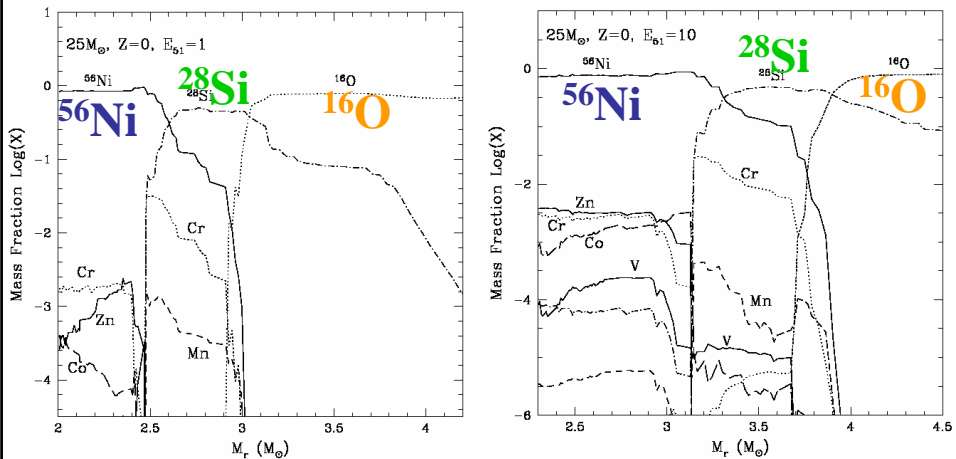 25M⊙, Z=0, E51=1
56Ni
28Si
28Si
16O
56Ni
16O
Cr
Zn
Co
Mn
Mass Fraction Log(X)
1
0
-1
-2
-3
-4
2
2.5
3
3.5
4
Mr (M⊙)
25M⊙, Z=0, E51=10
28Si
56Ni
28Si
16O
56Ni
16O
Zn
Cr
Cr
Co
V
Mn
V
Mass Fraction Log(X)
0
-2
-4
-6
2.5
3
3.5
4
4.5
Mr (M⊙)